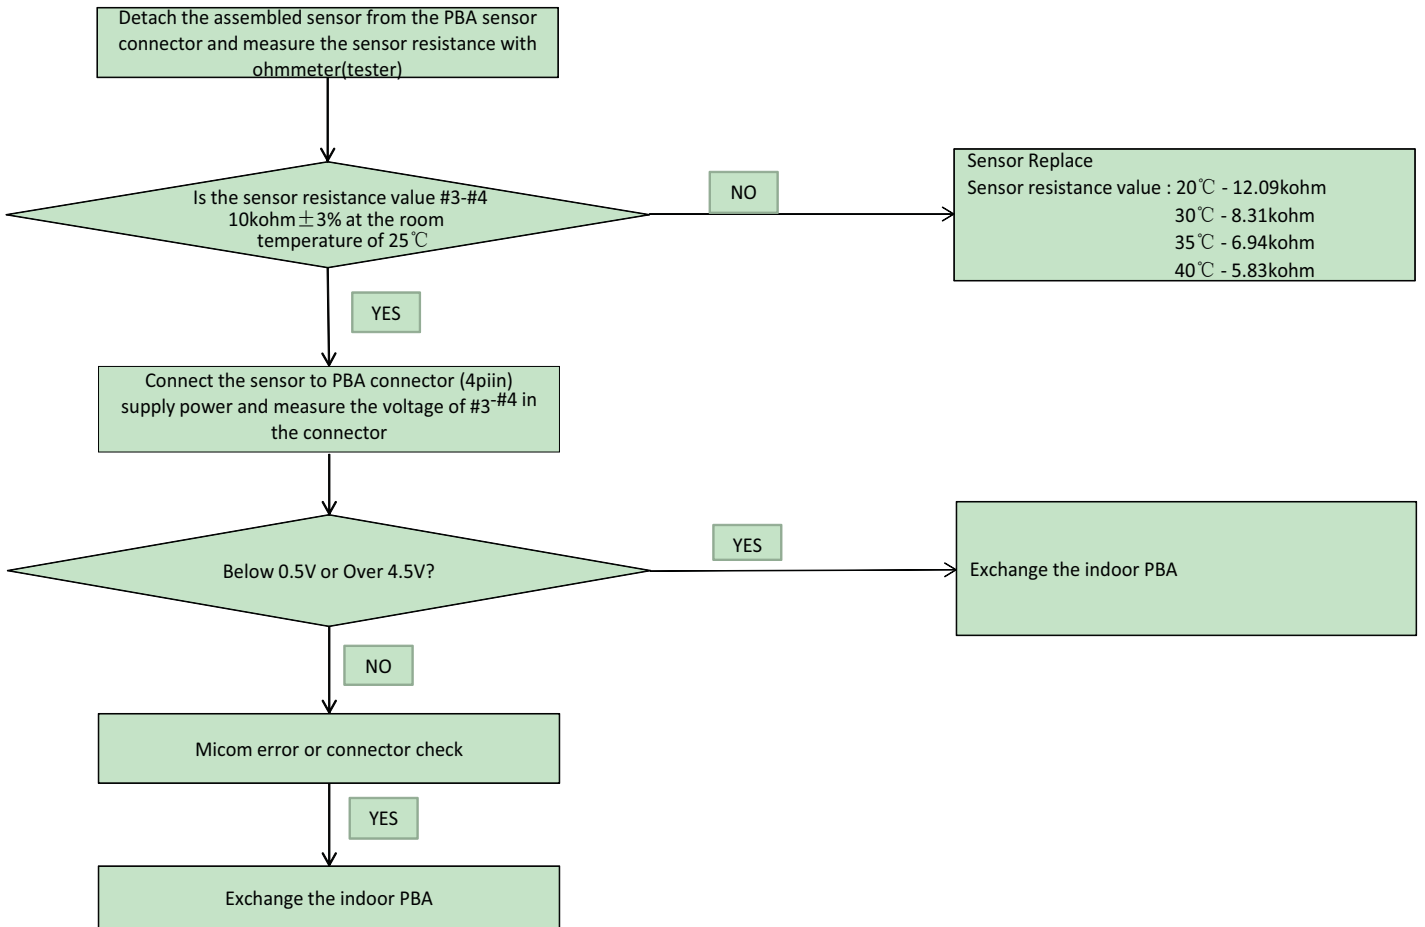 Detach the assembled sensor from the PBA sensor
connector and measure the sensor resistance with
ohmmeter(tester)
Is the sensor resistance value #3-#4
10kohm±3% at the room
temperature of 25℃
NO
Sensor Replace
Sensor resistance value : 20℃ - 12.09kohm
30℃ - 8.31kohm
35℃ - 6.94kohm
40℃ - 5.83kohm
YES
Connect the sensor to PBA connector (4piin)
supply power and measure the voltage of #3-#4 in
the connector
Below 0.5V or Over 4.5V?
YES
Exchange the indoor PBA
NO
Micom error or connector check
YES
Exchange the indoor PBA